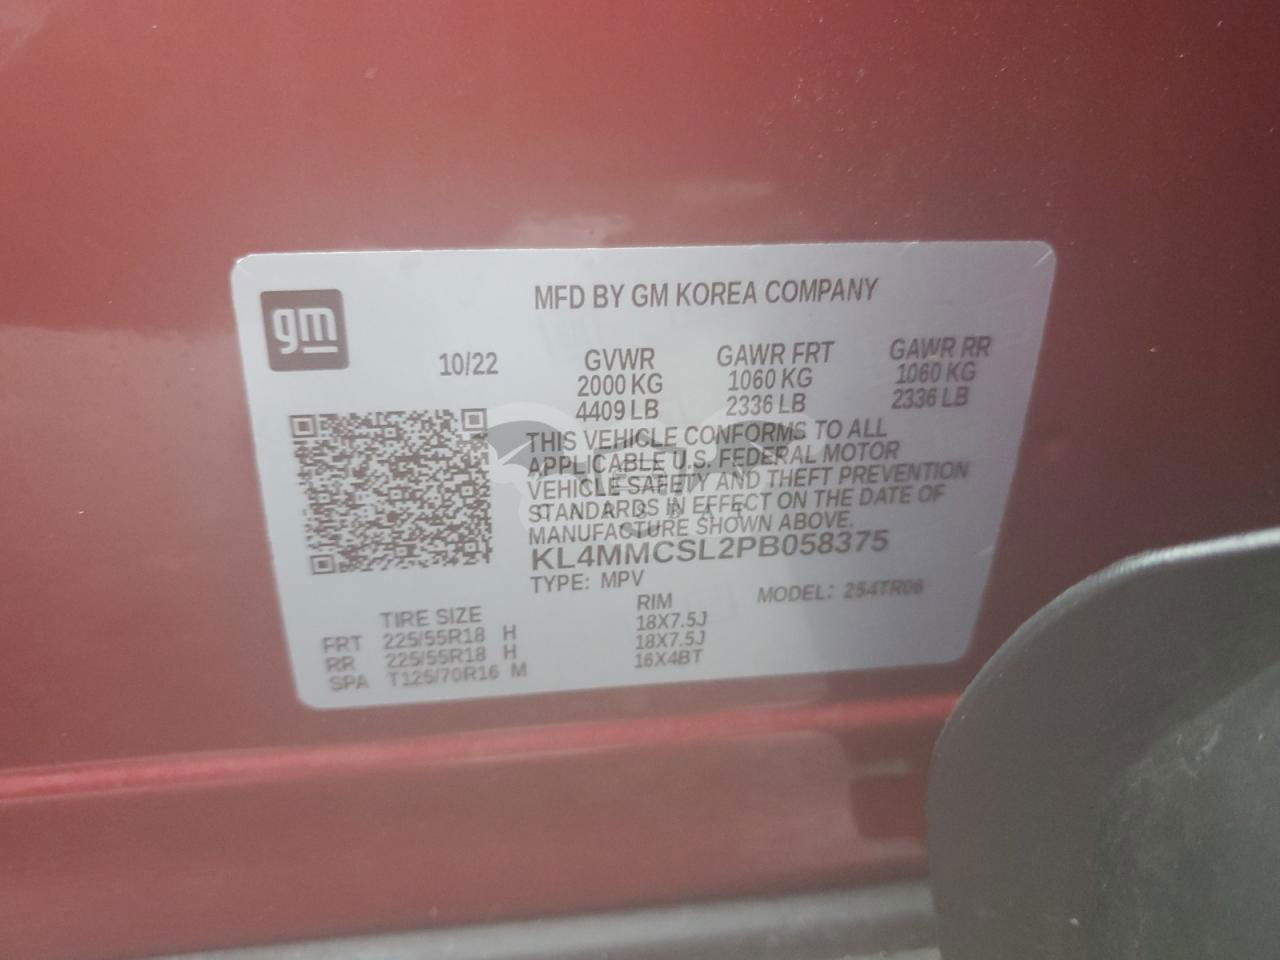 gm
MFD BY GM KOREA COMPANY
10/22
GVWR GAWR FRT GAWR RR
2000 KG 1060 KG 1060 KG
4409 LB 2336 LB 2336 LB
THIS VEHICLE CONFORMS TO ALL
APPLICABLE U.S. FEDERAL MOTOR
VEHICLE SAFETY AND THEFT PREVENTION
STANDARDS IN EFFECT ON THE DATE OF
MANUFACTURE SHOWN ABOVE.
KL4MMCSL2PB058375
TYPE: MPV MODEL: 254TR06
TIRE SIZE RIM
FRT 225/55R18 H 18X7.5J
RR 225/55R18 H 18X7.5J
SPA T125/70R16 M 16X4BT